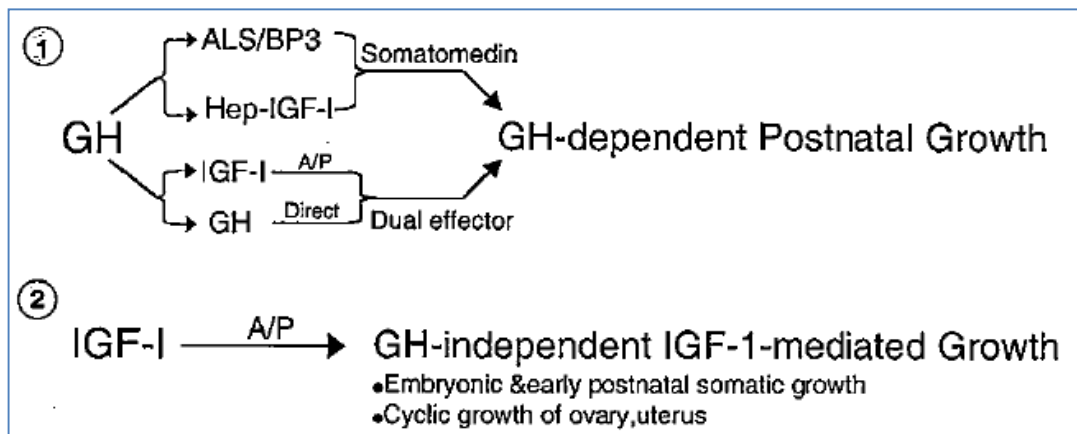 ①
ALS/BP3
Somatomedin
Hep-IGF-I
GH
GH-dependent Postnatal Growth
IGF-I
A/P
GH
Direct
Dual effector
②
IGF-I
A/P
GH-independent IGF-1-mediated Growth
•Embryonic &early postnatal somatic growth
•Cyclic growth of ovary,uterus